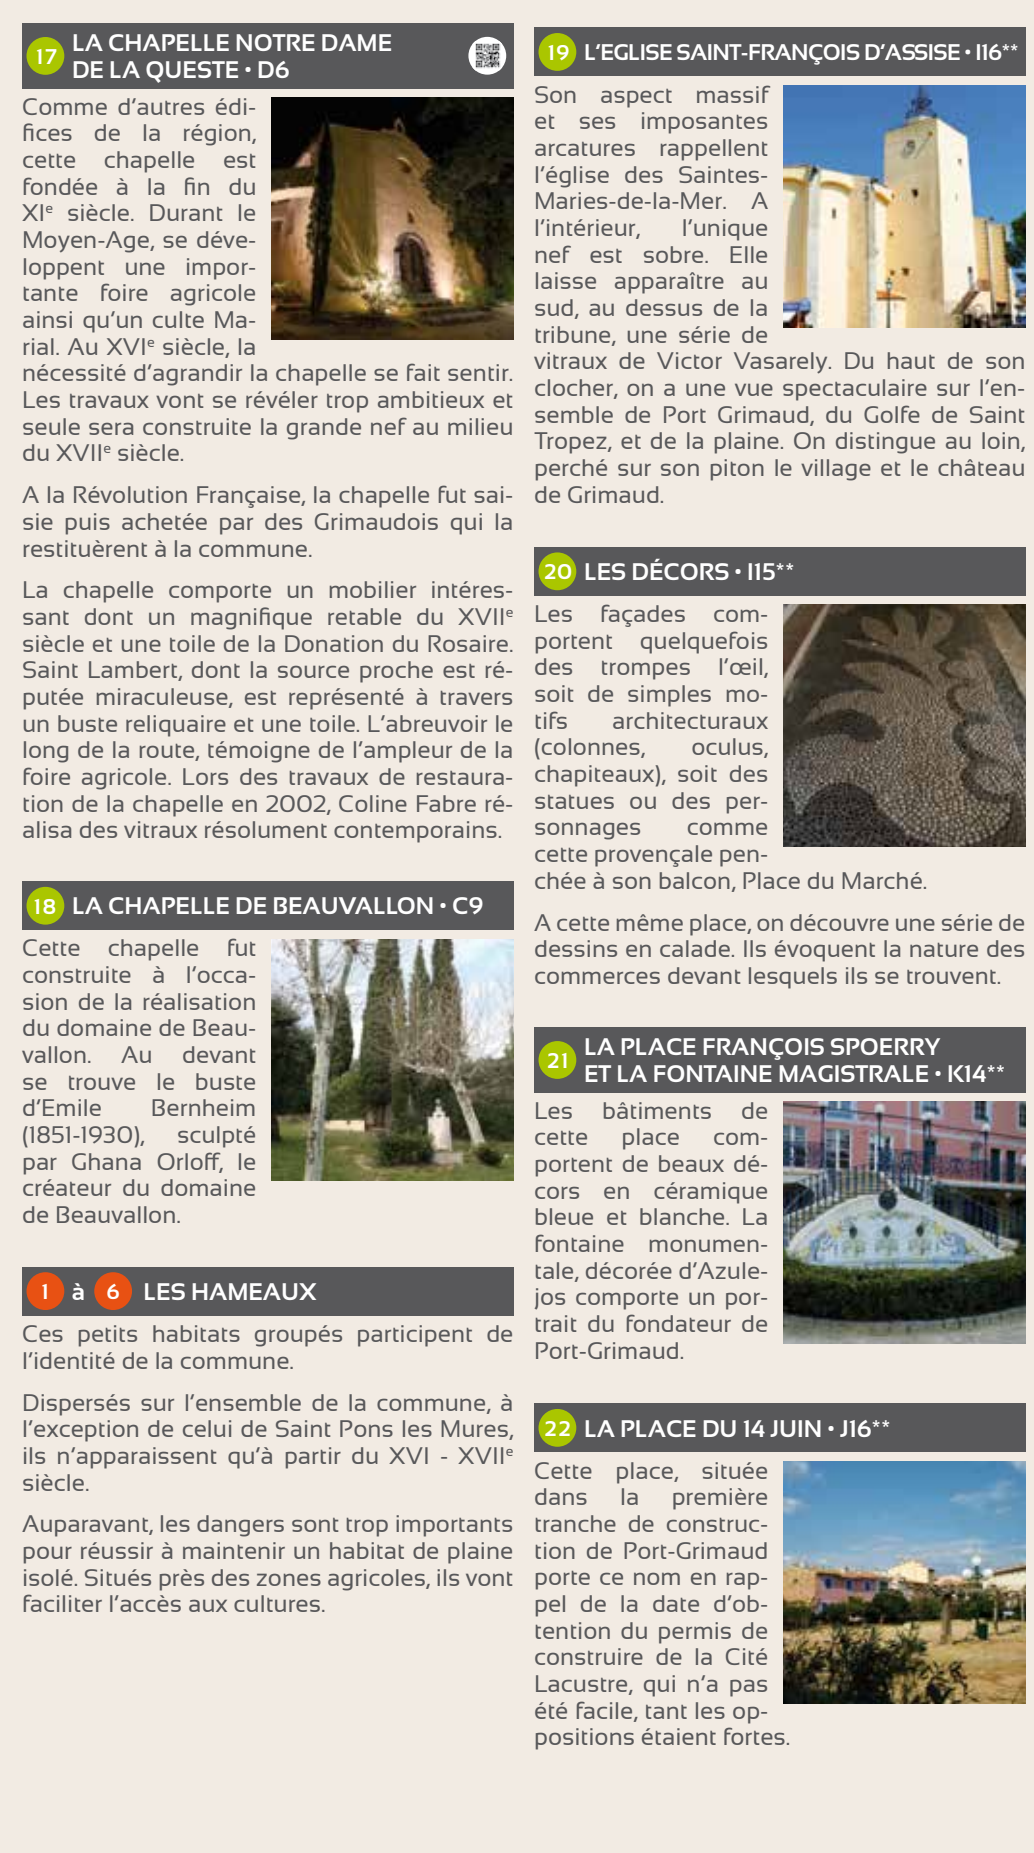 17 LA CHAPELLE NOTRE DAME
DE LA QUESTE • D6
Comme d’autres édi-
fices de la région,
cette chapelle est
fondée à la fin du
XIe siècle. Durant le
Moyen-Age, se déve-
loppent une impor-
tante foire agricole
ainsi qu’un culte Ma-
rial. Au XVIe siècle, la
nécessité d’agrandir la chapelle se fait sentir.
Les travaux vont se révéler trop ambitieux et
seule sera construite la grande nef au milieu
du XVIIe siècle.
A la Révolution Française, la chapelle fut sai-
sie puis achetée par des Grimaudois qui la
restituèrent à la commune.
La chapelle comporte un mobilier intéres-
sant dont un magnifique retable du XVIIe
siècle et une toile de la Donation du Rosaire.
Saint Lambert, dont la source proche est ré-
putée miraculeuse, est représenté à travers
un buste reliquaire et une toile. L’abreuvoir le
long de la route, témoigne de l’ampleur de la
foire agricole. Lors des travaux de restaura-
tion de la chapelle en 2002, Coline Fabre ré-
alisa des vitraux résolument contemporains.
18 LA CHAPELLE DE BEAUVALLON • C9
Cette chapelle fut
construite à l’occa-
sion de la réalisation
du domaine de Beau-
vallon. Au devant
se trouve le buste
d’Emile Bernheim
(1851-1930), sculpté
par Ghana Orloff, le
créateur du domaine
de Beauvallon.
1 à 6 LES HAMEAUX
Ces petits habitats groupés participent de
l’identité de la commune.
Dispersés sur l’ensemble de la commune, à
l’exception de celui de Saint Pons les Mures,
ils n’apparaissent qu’à partir du XVI - XVIIe
siècle.
Auparavant, les dangers sont trop importants
pour réussir à maintenir un habitat de plaine
isolé. Situés près des zones agricoles, ils vont
faciliter l’accès aux cultures.
19 L’EGLISE SAINT-FRANÇOIS D’ASSISE • I16**
Son aspect massif
et ses imposantes
arcatures rappellent
l’église des Saintes-
Maries-de-la-Mer. A
l’intérieur, l’unique
nef est sobre. Elle
laisse apparaître au
sud, au dessus de la
tribune, une série de
vitraux de Victor Vasarely. Du haut de son
clocher, on a une vue spectaculaire sur l’en-
semble de Port Grimaud, du Golfe de Saint
Tropez, et de la plaine. On distingue au loin,
perché sur son piton le village et le château
de Grimaud.
20 LES DÉCORS • I15**
Les façades com-
portent quelquefois
des trompes l’œil,
soit de simples mo-
tifs architecturaux
(colonnes, oculus,
chapiteaux), soit des
statues ou des per-
sonnages comme
cette provençale pen-
chée à son balcon, Place du Marché.
A cette même place, on découvre une série de
dessins en calade. Ils évoquent la nature des
commerces devant lesquels ils se trouvent.
21 LA PLACE FRANÇOIS SPOERRY
ET LA FONTAINE MAGISTRALE • K14**
Les bâtiments de
cette place com-
portent de beaux dé-
cors en céramique
bleue et blanche. La
fontaine monumen-
tale, décorée d’Azule-
jos comporte un por-
trait du fondateur de
Port-Grimaud.
22 LA PLACE DU 14 JUIN • J16**
Cette place, située
dans la première
tranche de construc-
tion de Port-Grimaud
porte ce nom en rap-
pel de la date d’ob-
tention du permis de
construire de la Cité
Lacustre, qui n’a pas
été facile, tant les op-
positions étaient fortes.